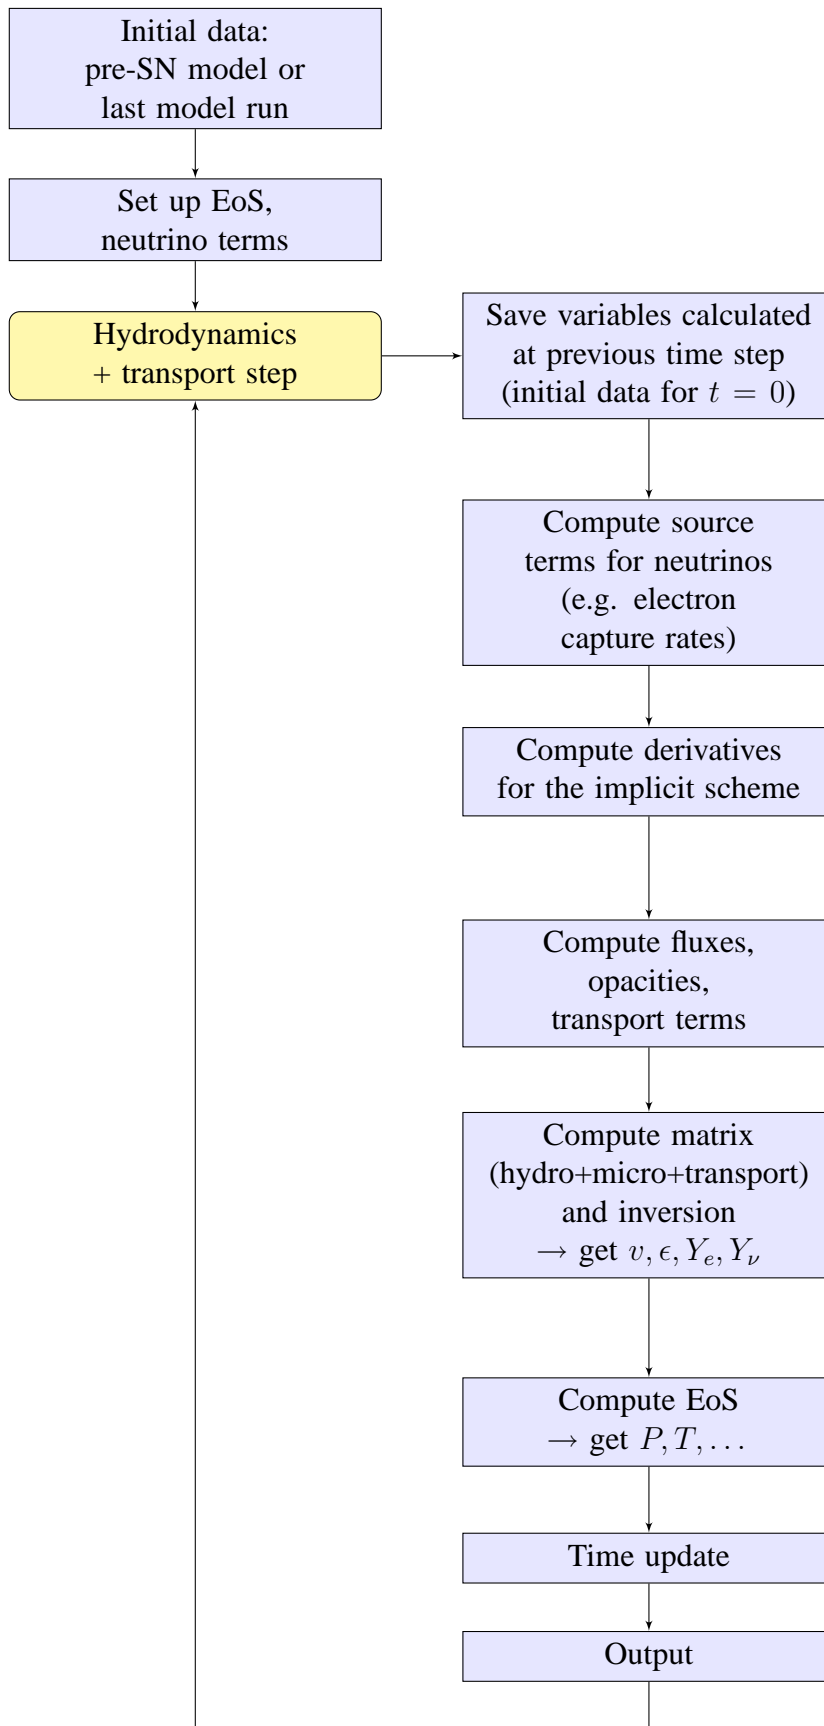 Initial data:
pre-SN model or
last model run
Set up EoS,
neutrino terms
Hydrodynamics
+ transport step
Save variables calculated
at previous time step
(initial data for t = 0)
Compute source
terms for neutrinos
(e.g. electron
capture rates)
Compute derivatives
for the implicit scheme
Compute fluxes,
opacities,
transport terms
Compute matrix
(hydro+micro+transport)
and inversion
→ get v, ϵ, Yₑ, Y_ν
Compute EoS
→ get P, T, …
Time update
Output